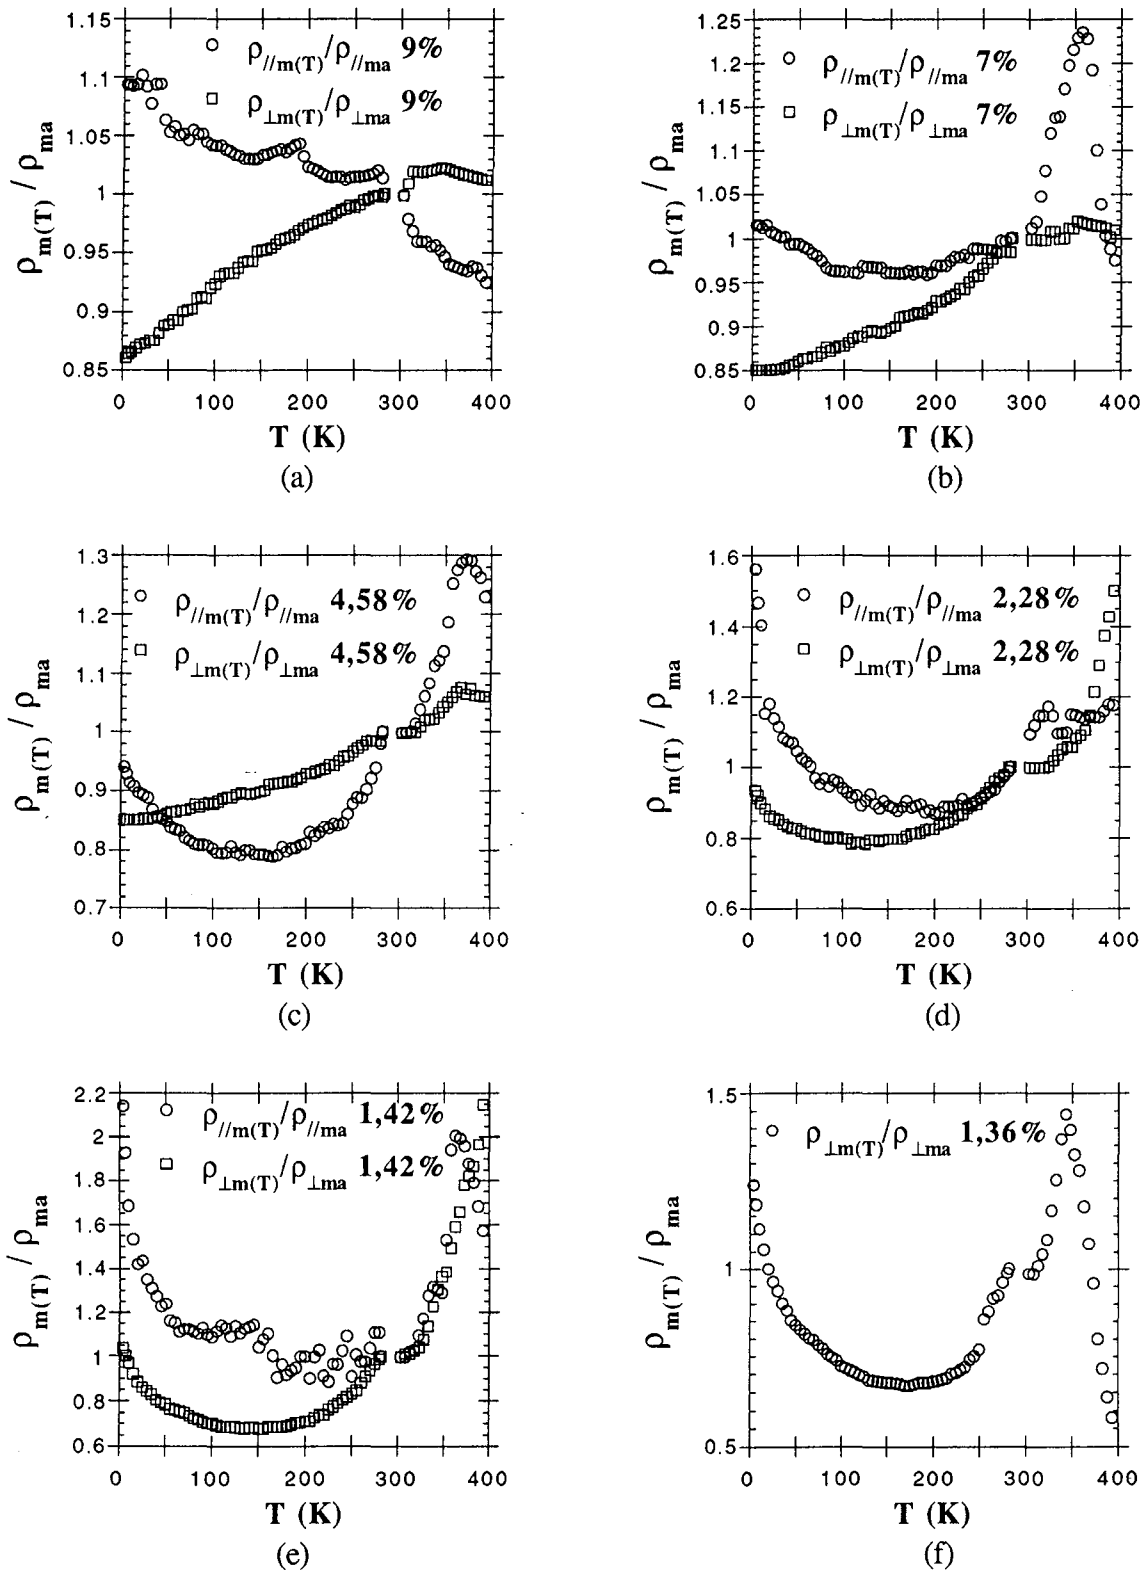 1.15
1.1
1.05
1
0.95
0.9
0.85
ρm(T) / ρma
ρ//m(T)/ρ//ma 9%
ρ⊥m(T)/ρ⊥ma 9%
0 100 200 300 400
T (K)
(a)
1.25
1.2
1.15
1.1
1.05
1
0.95
0.9
0.85
ρm(T) / ρma
ρ//m(T)/ρ//ma 7%
ρ⊥m(T)/ρ⊥ma 7%
0 100 200 300 400
T (K)
(b)
1.3
1.2
1.1
1
0.9
0.8
0.7
ρm(T) / ρma
ρ//m(T)/ρ//ma 4,58%
ρ⊥m(T)/ρ⊥ma 4,58%
0 100 200 300 400
T (K)
(c)
1.6
1.4
1.2
1
0.8
0.6
ρm(T) / ρma
ρ//m(T)/ρ//ma 2,28%
ρ⊥m(T)/ρ⊥ma 2,28%
0 100 200 300 400
T (K)
(d)
2.2
2
1.8
1.6
1.4
1.2
1
0.8
0.6
ρm(T) / ρma
ρ//m(T)/ρ//ma 1,42%
ρ⊥m(T)/ρ⊥ma 1,42%
0 100 200 300 400
T (K)
(e)
1.5
1
0.5
ρm(T) / ρma
ρ⊥m(T)/ρ⊥ma 1,36%
0 100 200 300 400
T (K)
(f)